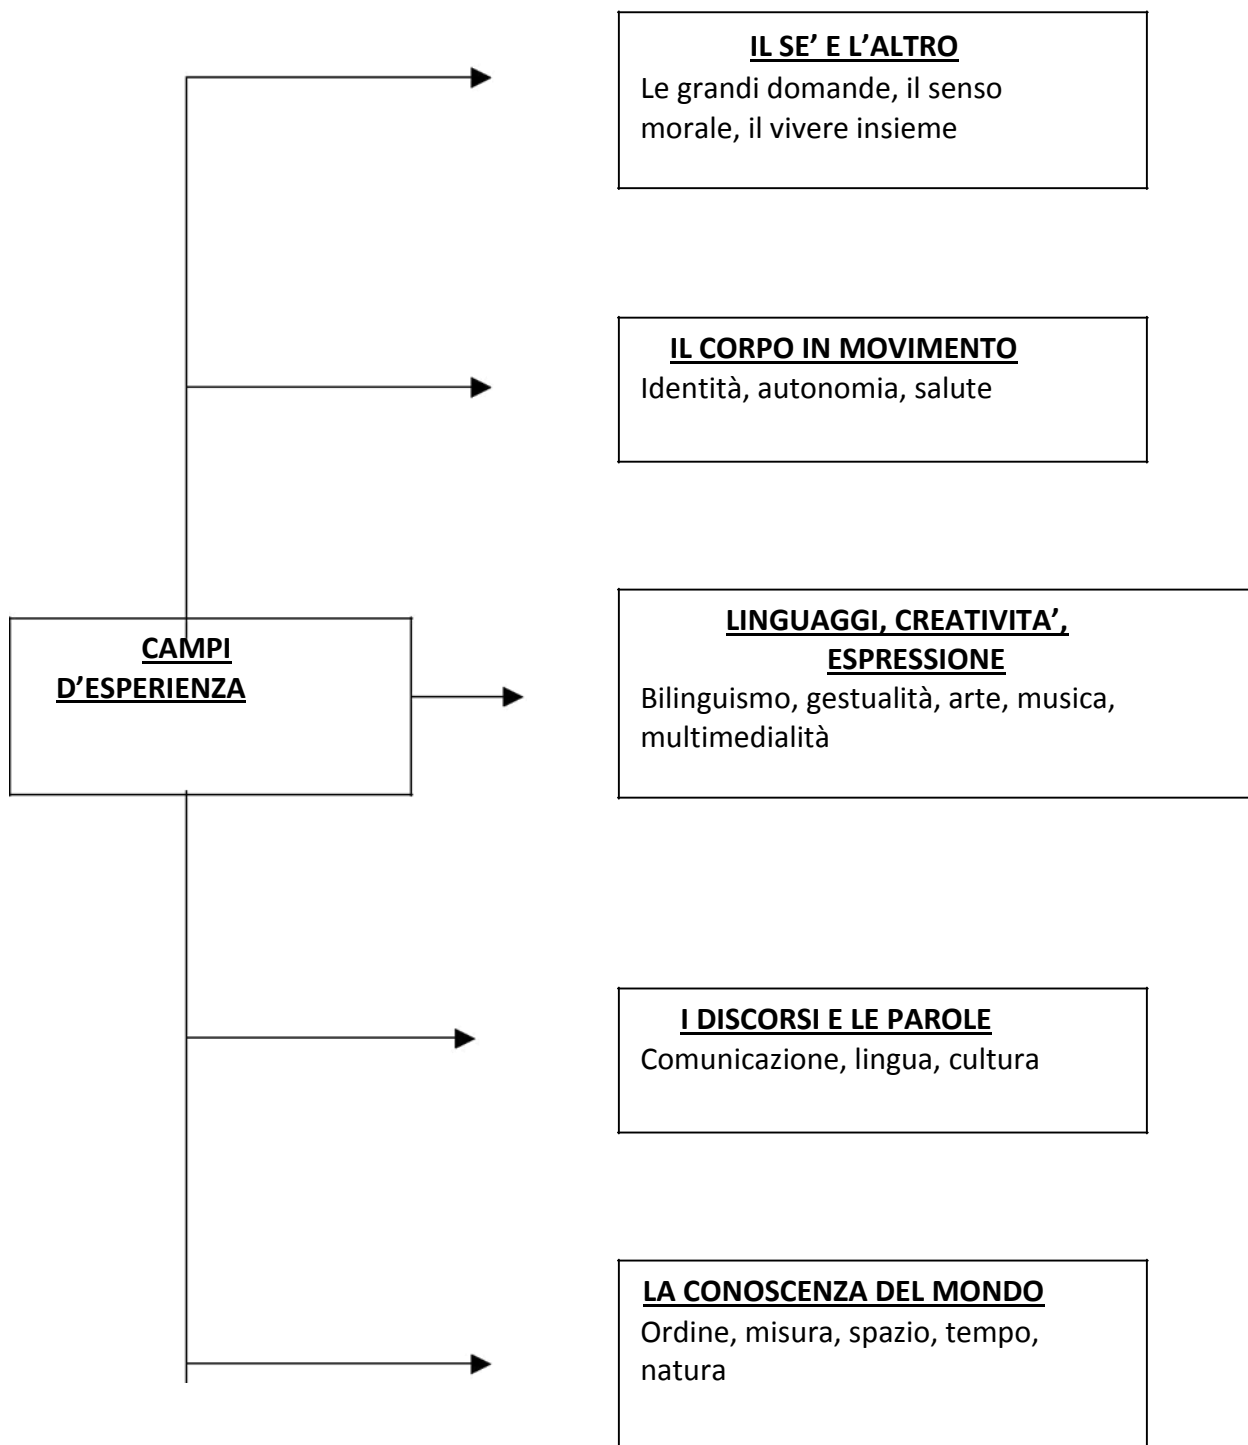 IL SE’ E L’ALTRO
Le grandi domande, il senso
morale, il vivere insieme
IL CORPO IN MOVIMENTO
Identità, autonomia, salute
CAMPI
D’ESPERIENZA
LINGUAGGI, CREATIVITA’,
ESPRESSIONE
Bilinguismo, gestualità, arte, musica,
multimedialità
I DISCORSI E LE PAROLE
Comunicazione, lingua, cultura
LA CONOSCENZA DEL MONDO
Ordine, misura, spazio, tempo,
natura